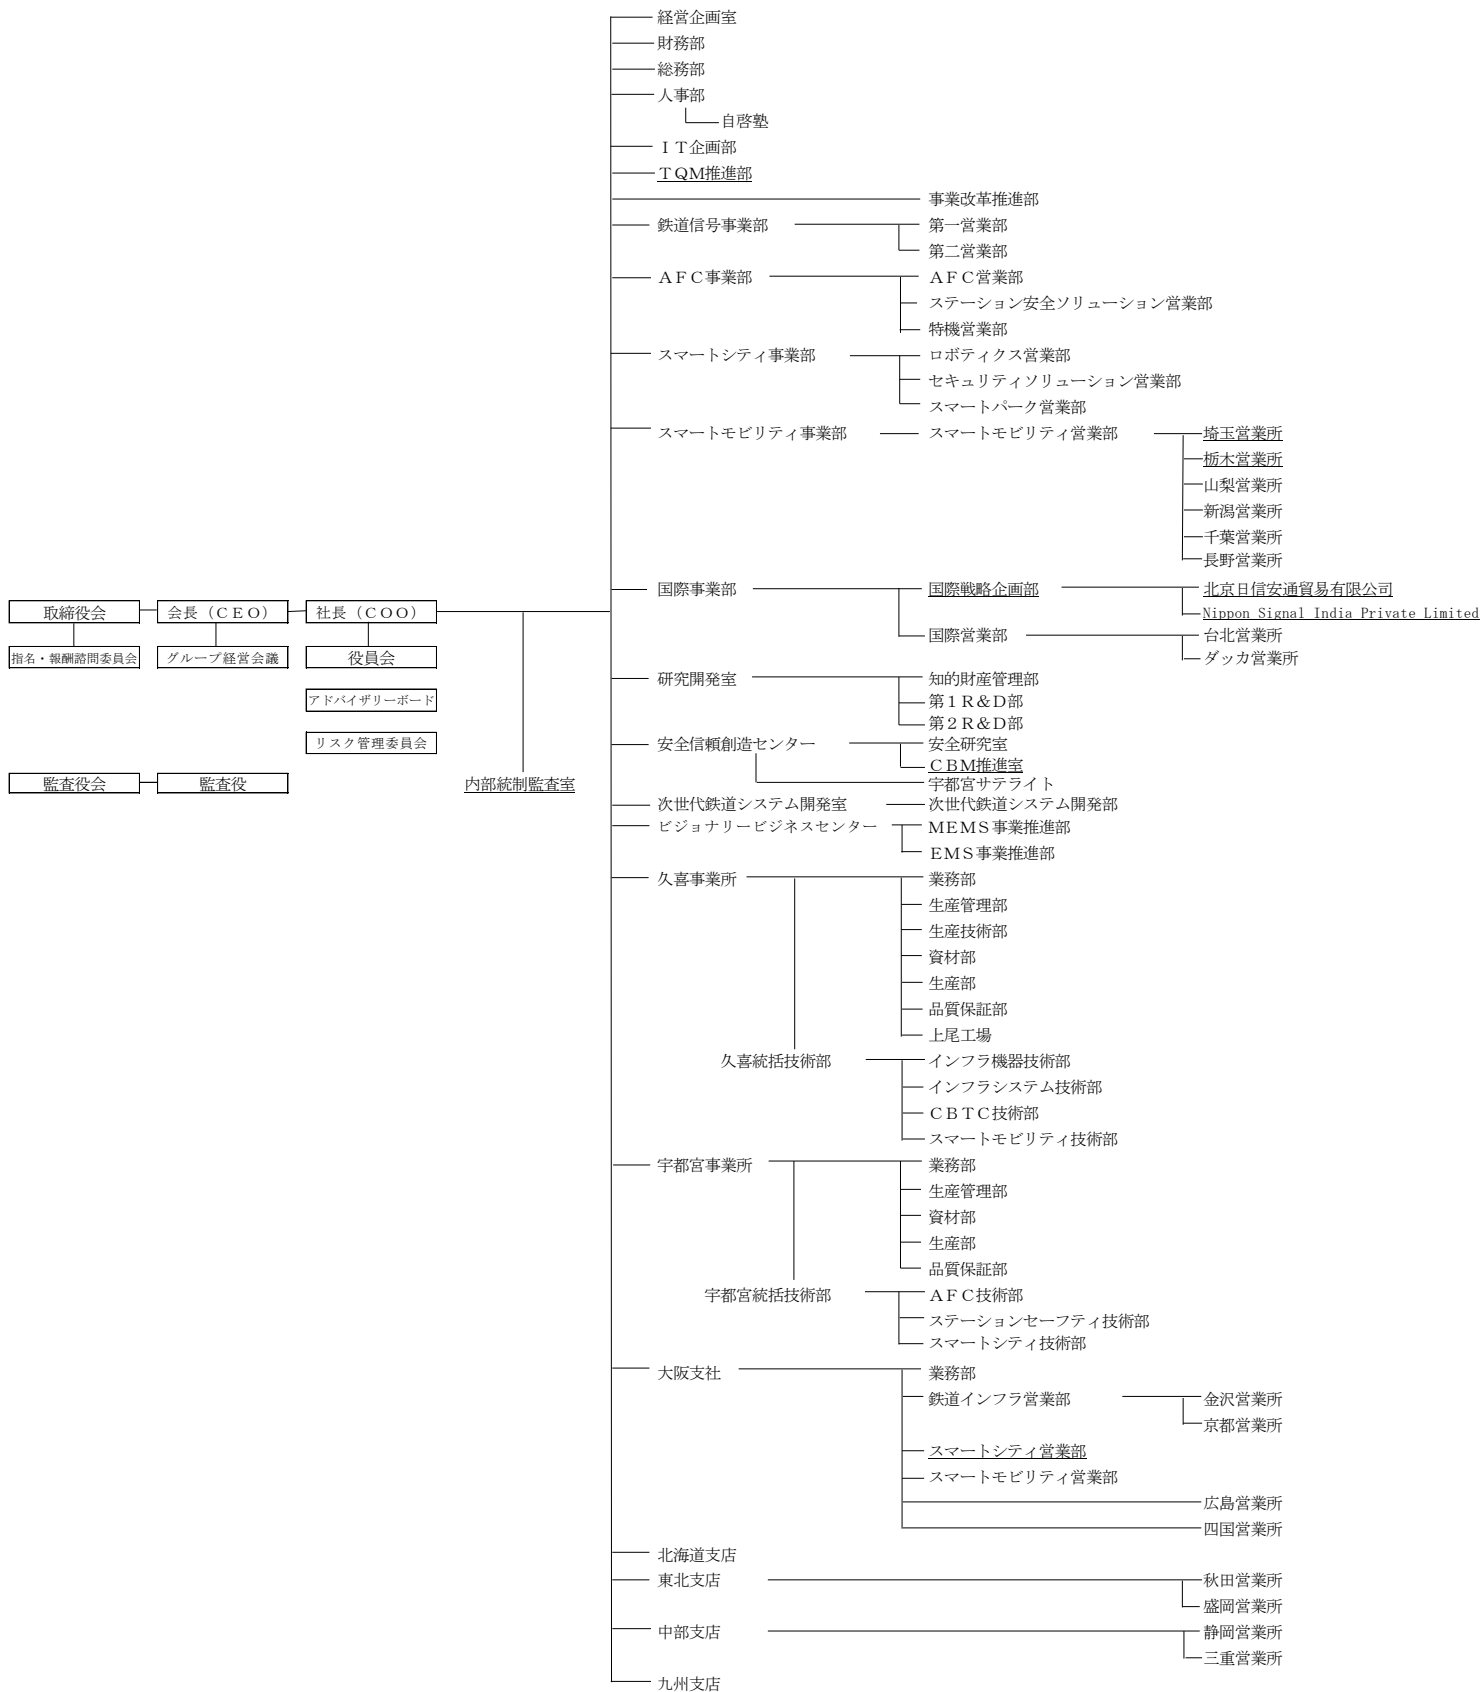 経営企画室
財務部
総務部
人事部
自啓塾
ＩＴ企画部
ＴＱＭ推進部
事業改革推進部
鉄道信号事業部 第一営業部
第二営業部
ＡＦＣ事業部 ＡＦＣ営業部
ステーション安全ソリューション営業部
特機営業部
スマートシティ事業部 ロボティクス営業部
セキュリティソリューション営業部
スマートパーク営業部
スマートモビリティ事業部 スマートモビリティ営業部 埼玉営業所
栃木営業所
山梨営業所
新潟営業所
千葉営業所
長野営業所
国際事業部 国際戦略企画部 北京日信安通貿易有限公司
取締役会 会長（ＣＥＯ） 社長（ＣＯＯ） Nippon Signal India Private Limited
国際営業部 台北営業所
指名・報酬諮問委員会 グループ経営会議 役員会 ダッカ営業所
研究開発室 知的財産管理部
アドバイザリーボード 第１Ｒ＆Ｄ部
第２Ｒ＆Ｄ部
リスク管理委員会 安全信頼創造センター 安全研究室
ＣＢＭ推進室
監査役会 監査役 内部統制監査室 宇都宮サテライト
次世代鉄道システム開発室 次世代鉄道システム開発部
ビジョナリービジネスセンター ＭＥＭＳ事業推進部
ＥＭＳ事業推進部
久喜事業所 業務部
生産管理部
生産技術部
資材部
生産部
品質保証部
上尾工場
久喜統括技術部 インフラ機器技術部
インフラシステム技術部
ＣＢＴＣ技術部
スマートモビリティ技術部
宇都宮事業所 業務部
生産管理部
資材部
生産部
品質保証部
宇都宮統括技術部 ＡＦＣ技術部
ステーションセーフティ技術部
スマートシティ技術部
大阪支社 業務部
鉄道インフラ営業部 金沢営業所
京都営業所
スマートシティ営業部
スマートモビリティ営業部
広島営業所
四国営業所
北海道支店
東北支店 秋田営業所
盛岡営業所
中部支店 静岡営業所
三重営業所
九州支店